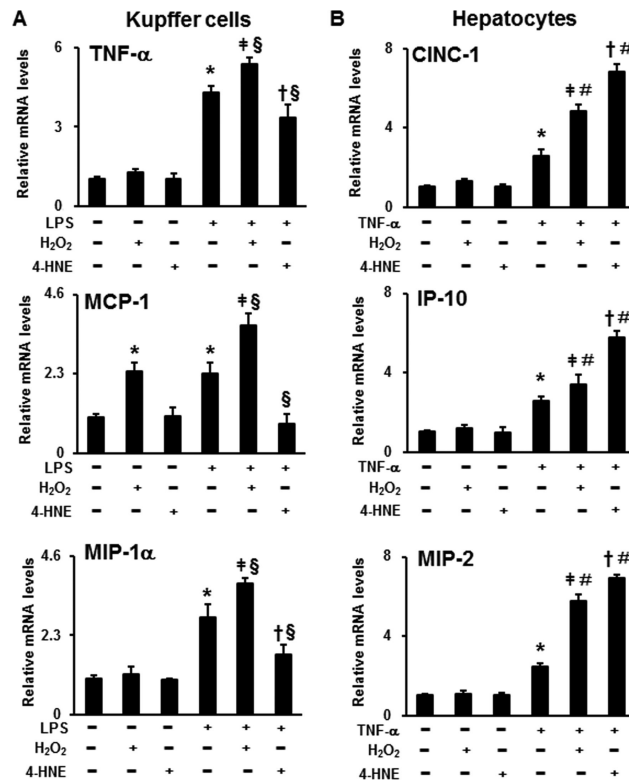 A Kupffer cells
TNF-α
Relative mRNA levels
6
3
0
*
‡§
†§
LPS – – – + + +
H₂O₂ – + – – + –
4-HNE – – + – – +
MCP-1
Relative mRNA levels
4.6
2.3
0
*
*
‡§
§
LPS – – – + + +
H₂O₂ – + – – + –
4-HNE – – + – – +
MIP-1α
Relative mRNA levels
4.6
2.3
0
*
‡§
†§
LPS – – – + + +
H₂O₂ – + – – + –
4-HNE – – + – – +
B Hepatocytes
CINC-1
Relative mRNA levels
8
4
0
*
‡#
†#
TNF-α – – – + + +
H₂O₂ – + – – + –
4-HNE – – + – – +
IP-10
Relative mRNA levels
8
4
0
*
‡#
†#
TNF-α – – – + + +
H₂O₂ – + – – + –
4-HNE – – + – – +
MIP-2
Relative mRNA levels
8
4
0
*
‡#
†#
TNF-α – – – + + +
H₂O₂ – + – – + –
4-HNE – – + – – +